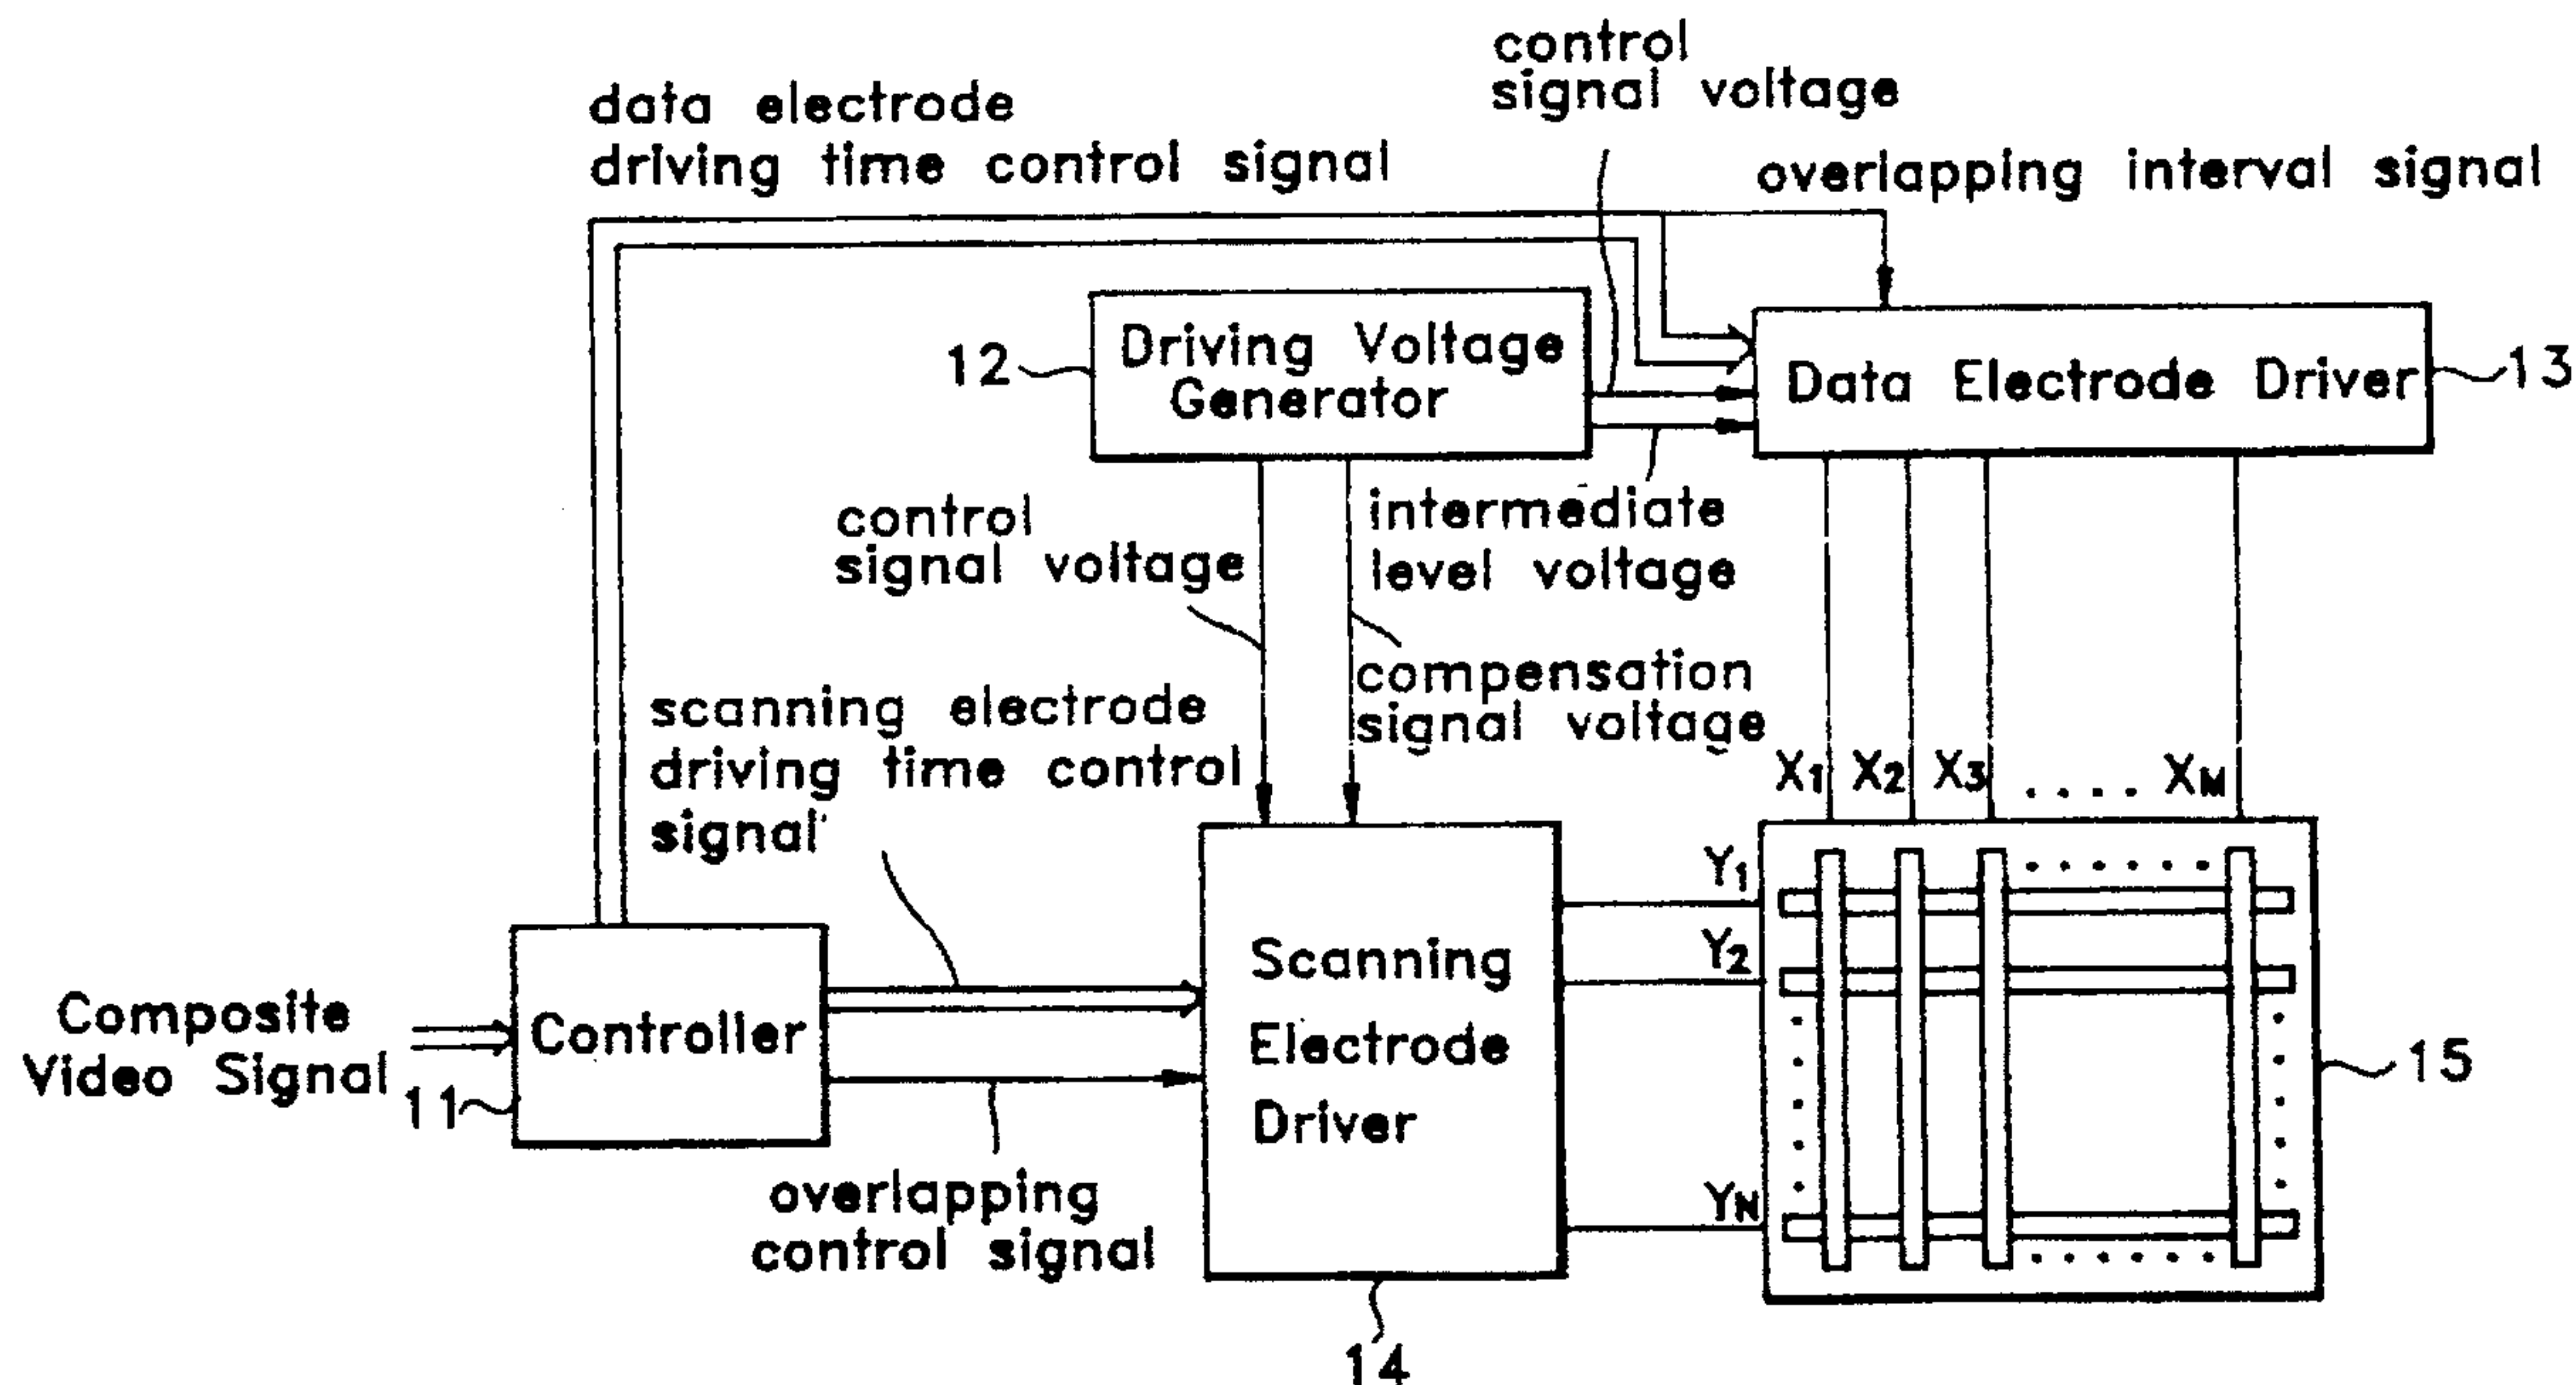 control
signal voltage
data electrode
driving time control signal
overlapping interval signal
12
Driving Voltage
Generator
Data Electrode Driver
13
control
signal voltage
intermediate
level voltage
compensation
signal voltage
scanning electrode
driving time control
signal
X1 X2 X3 .... XM
Y1
Y2
YN
Composite
Video Signal
11
Controller
Scanning
Electrode
Driver
15
overlapping
control signal
14